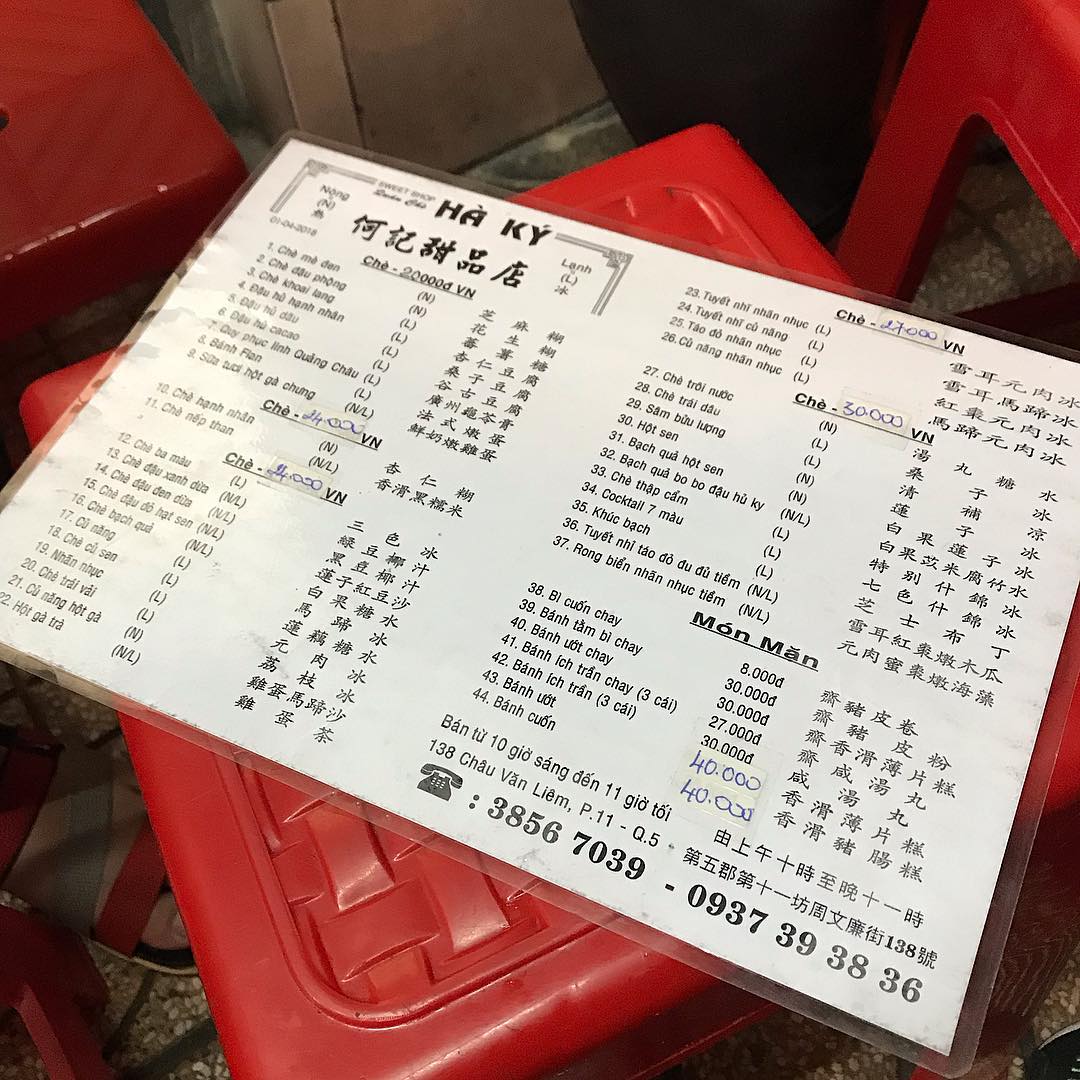 SWEET SHOP
Quán Chè
HÀ KÝ
何記甜品店
Nóng
(N)
熱
Lạnh
(L)
冰
01-04-2018
Chè - 20000đ VN
1. Chè mè đen (N) 芝麻糊
2. Chè đậu phộng (N) 花生糊
3. Chè khoai lang (L) 蕃薯糖
4. Đậu hủ hạnh nhân (L) 杏仁豆腐
5. Đậu hủ dâu (L) 桑子豆腐
6. Đậu hủ cacao (L) 谷古豆腐
7. Quy phục linh Quảng Châu (L) 廣州龜苓膏
8. Bánh Flan (L) 法式燉蛋
9. Sữa tươi hột gà chưng (N/L) 鮮奶燉雞蛋
Chè - 24.000 VN
10. Chè hạnh nhân (N) 杏仁糊
11. Chè nếp than (N/L) 香滑黑糯米
Chè - 24.000 VN
12. Chè ba màu (L) 三色冰
13. Chè đậu xanh dừa (N/L) 綠豆椰汁
14. Chè đậu đen dừa (N/L) 黑豆椰汁
15. Chè đậu đỏ hạt sen (N/L) 蓮子紅豆沙
16. Chè bạch quả (N/L) 白果糖水
17. Củ năng (L) 馬蹄冰
18. Chè củ sen (L) 蓮藕糖水
19. Nhãn nhục (L) 元肉冰
20. Chè trái vải (L) 荔枝冰
21. Củ năng hột gà (N) 雞蛋馬蹄沙
22. Hột gà trà (N/L) 雞蛋茶
Chè - 27.000 VN
23. Tuyết nhĩ nhãn nhục (L) 雪耳元肉冰
24. Tuyết nhĩ củ năng (L) 雪耳馬蹄冰
25. Táo đỏ nhãn nhục (L) 紅棗元肉冰
26. Củ năng nhãn nhục (L) 馬蹄元肉冰
Chè - 30.000 VN
27. Chè trôi nước (N) 湯丸糖水
28. Chè trái dâu (L) 桑子冰
29. Sâm bửu lượng (L) 清補涼
30. Hột sen (N) 蓮子冰
31. Bạch quả hột sen (N) 白果蓮子水
32. Bạch quả bo bo đậu hủ ky (N/L) 白果苡米腐竹水
33. Chè thập cẩm (L) 特別什錦冰
34. Cocktail 7 màu (L) 七色什錦冰
35. Khúc bạch (L) 芝士布丁
36. Tuyết nhĩ táo đỏ đu đủ tiềm (N/L) 雪耳紅棗燉木瓜
37. Rong biển nhãn nhục tiềm (N/L) 元肉蜜棗燉海藻
Món Mặn
38. Bì cuốn chay 8.000đ 齋豬皮卷
39. Bánh tằm bì chay 30.000đ 齋豬皮粉
40. Bánh ướt chay 30.000đ 齋香滑薄片糕
41. Bánh ích trần chay (3 cái) 27.000đ 齋咸湯丸
42. Bánh ích trần (3 cái) 30.000đ 咸湯丸
43. Bánh ướt 40.000 香滑薄片糕
44. Bánh cuốn 40.000 香滑豬腸糕
Bán từ 10 giờ sáng đến 11 giờ tối
由上午十時至晚十一時
138 Châu Văn Liêm, P.11 - Q.5
第五郡第十一坊周文廉街138號
☎ : 3856 7039 - 0937 39 38 36